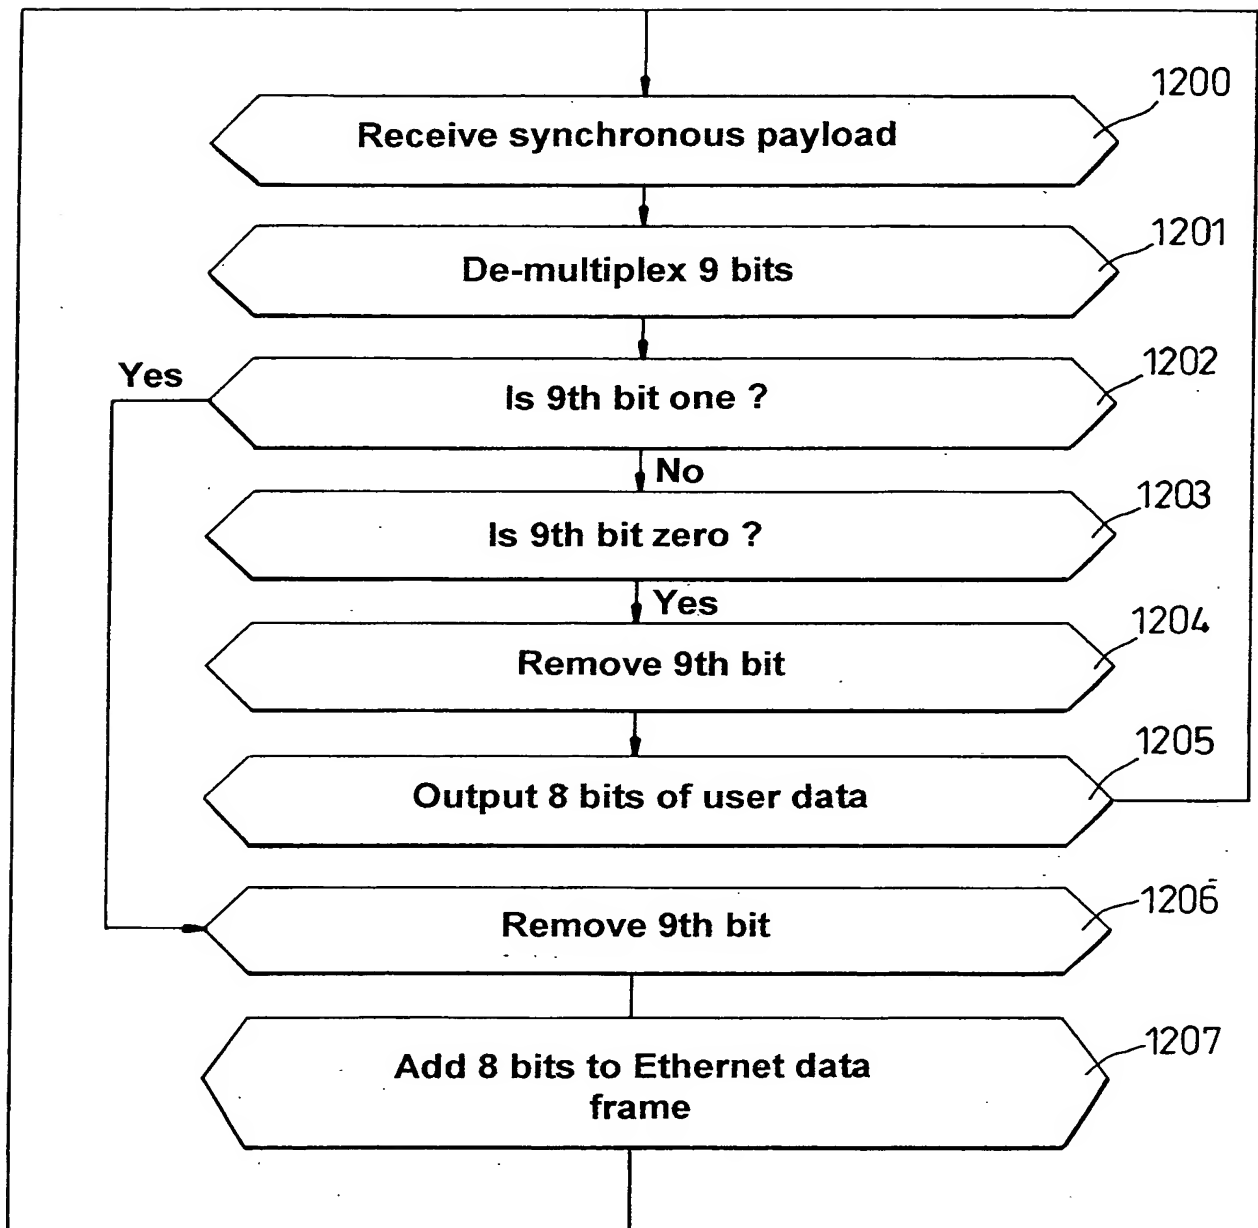 1200
Receive synchronous payload
1201
De-multiplex 9 bits
1202
Yes
Is 9th bit one ?
No
1203
Is 9th bit zero ?
Yes
1204
Remove 9th bit
1205
Output 8 bits of user data
1206
Remove 9th bit
1207
Add 8 bits to Ethernet data
frame